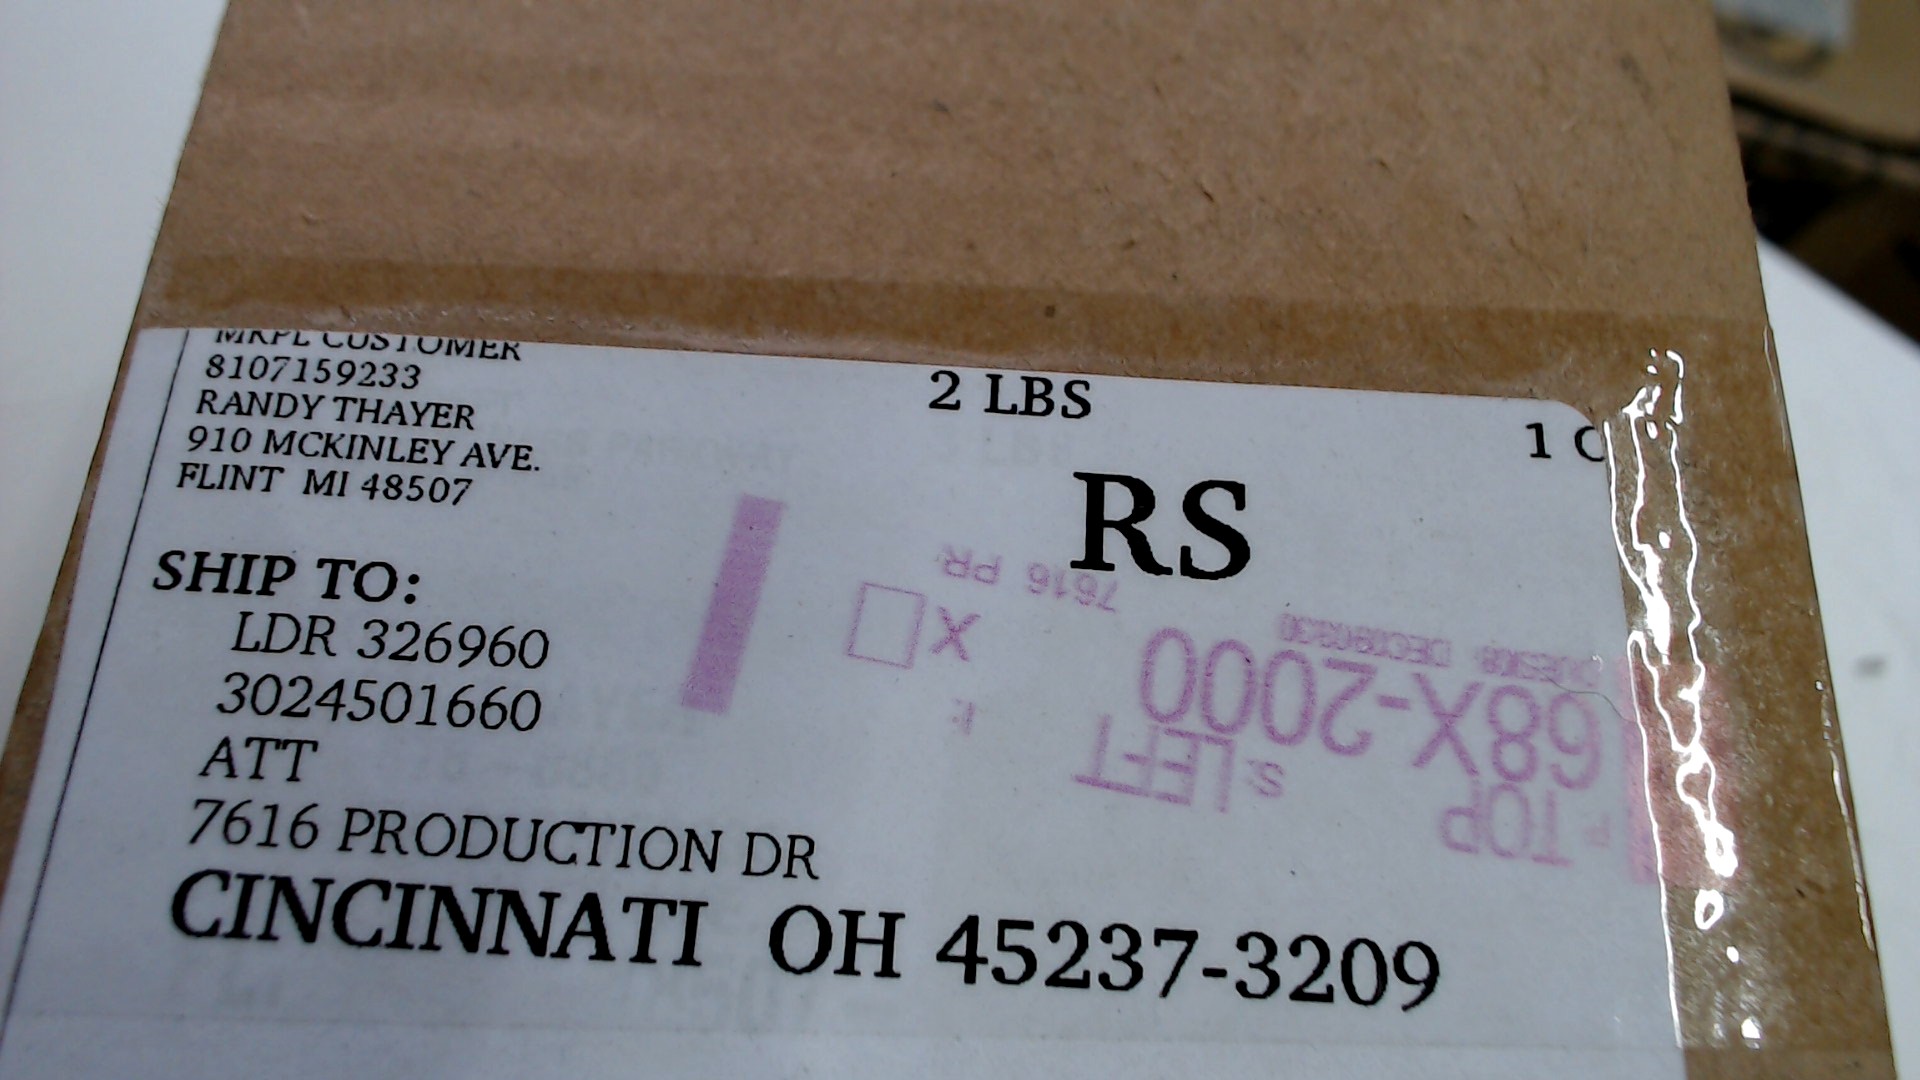 MKPL CUSTOMER
8107159233
RANDY THAYER
910 MCKINLEY AVE.
FLINT MI 48507
2 LBS
1
RS
SHIP TO:
LDR 326960
3024501660
ATT
7616 PRODUCTION DR
CINCINNATI OH 45237-3209
TOP
S: LEFT
68X-2000
I:
X
7616 PR